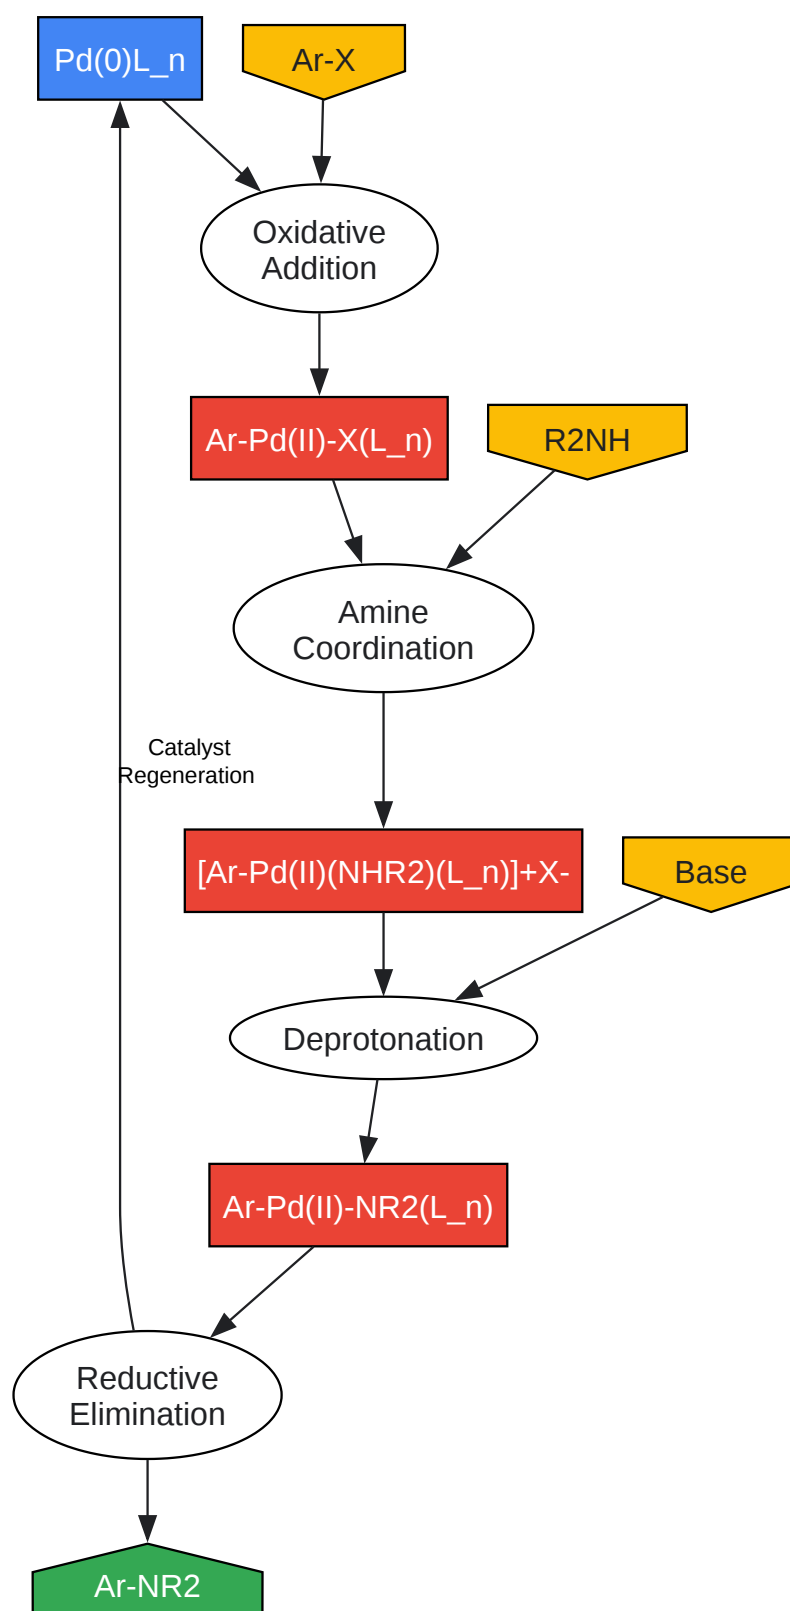 Pd(0)L_n
Ar-X
Oxidative
Addition
Ar-Pd(II)-X(L_n)
R2NH
Amine
Coordination
Catalyst
Regeneration
[Ar-Pd(II)(NHR2)(L_n)]+X-
Base
Deprotonation
Ar-Pd(II)-NR2(L_n)
Reductive
Elimination
Ar-NR2